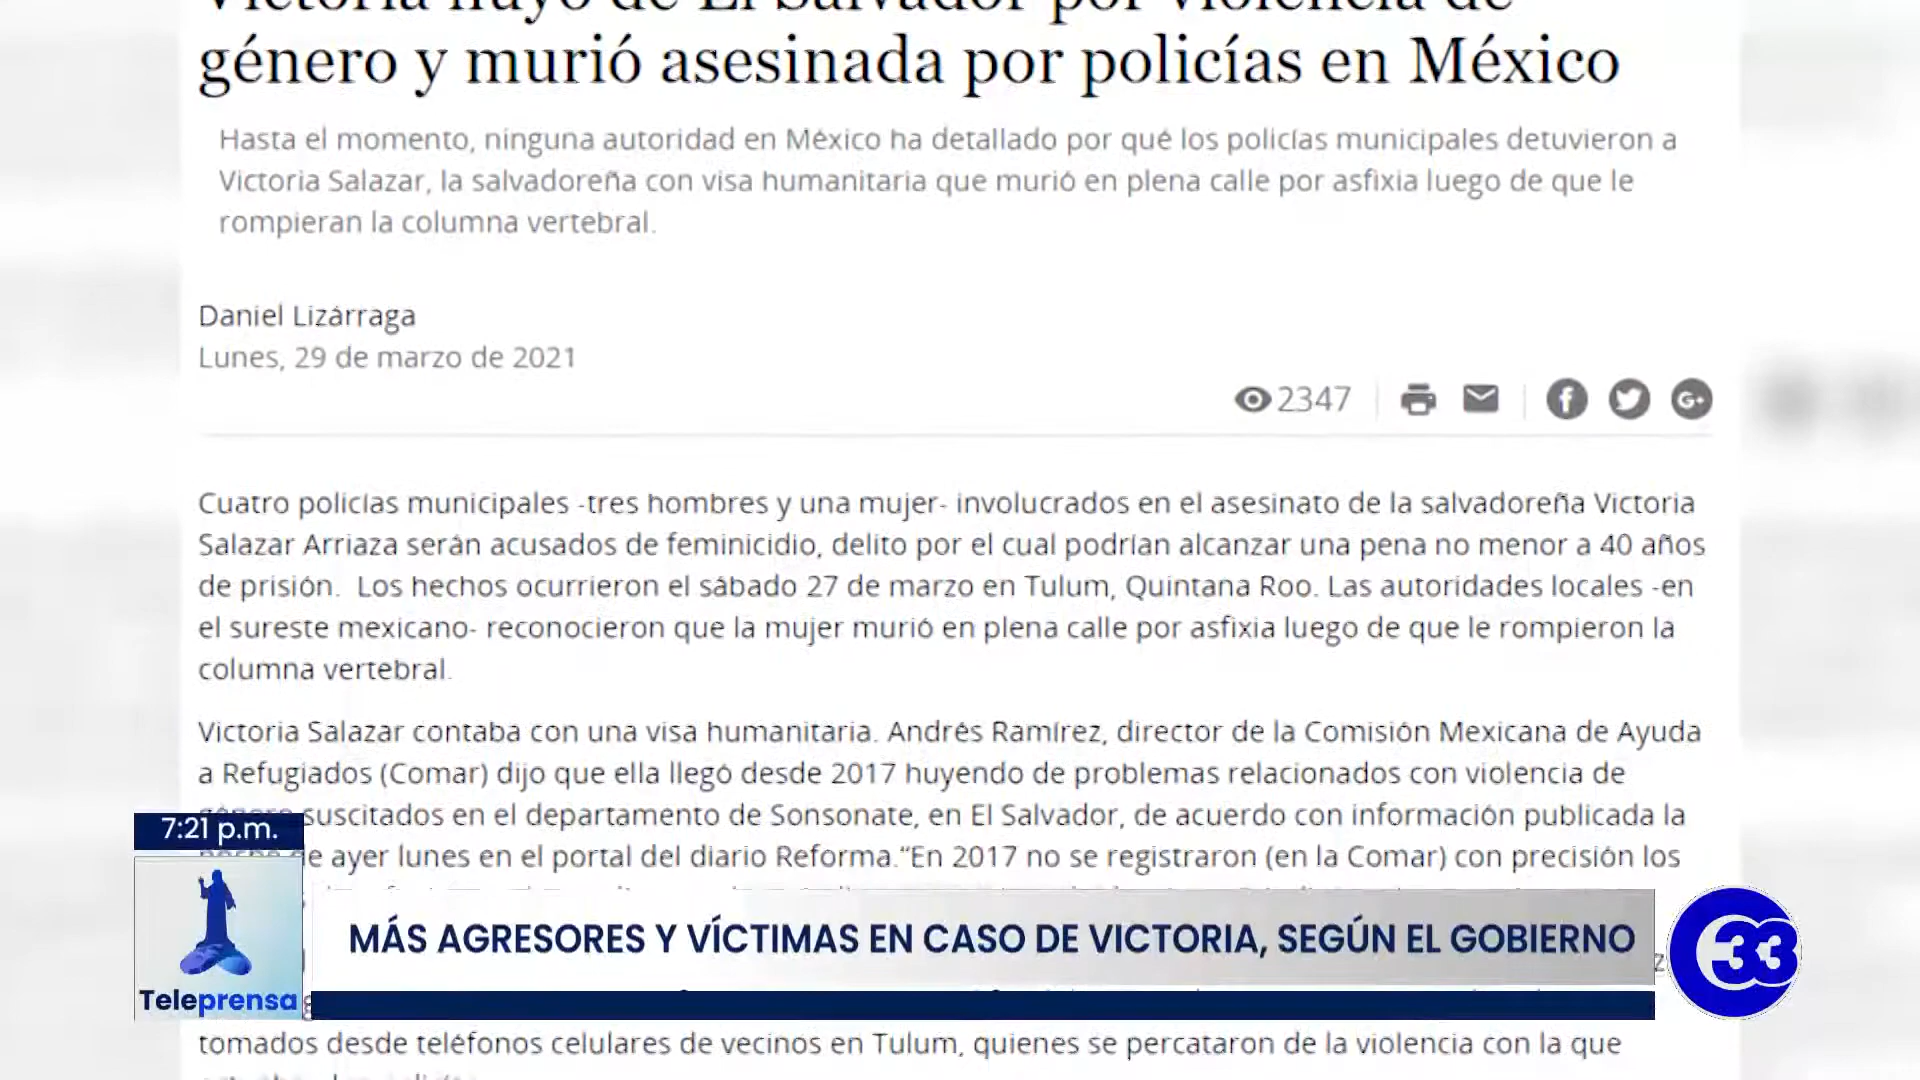 Victoria huyó de El Salvador por violencia de
género y murió asesinada por policías en México
Hasta el momento, ninguna autoridad en México ha detallado por qué los policías municipales detuvieron a
Victoria Salazar, la salvadoreña con visa humanitaria que murió en plena calle por asfixia luego de que le
rompieran la columna vertebral.
Daniel Lizárraga
Lunes, 29 de marzo de 2021
2347
Cuatro policías municipales -tres hombres y una mujer- involucrados en el asesinato de la salvadoreña Victoria
Salazar Arriaza serán acusados de feminicidio, delito por el cual podrían alcanzar una pena no menor a 40 años
de prisión. Los hechos ocurrieron el sábado 27 de marzo en Tulum, Quintana Roo. Las autoridades locales -en
el sureste mexicano- reconocieron que la mujer murió en plena calle por asfixia luego de que le rompieron la
columna vertebral.
Victoria Salazar contaba con una visa humanitaria. Andrés Ramírez, director de la Comisión Mexicana de Ayuda
a Refugiados (Comar) dijo que ella llegó desde 2017 huyendo de problemas relacionados con violencia de
género suscitados en el departamento de Sonsonate, en El Salvador, de acuerdo con información publicada la
noche de ayer lunes en el portal del diario Reforma.“En 2017 no se registraron (en la Comar) con precisión los
7:21 p.m.
MÁS AGRESORES Y VÍCTIMAS EN CASO DE VICTORIA, SEGÚN EL GOBIERNO
33
Teleprensa
tomados desde teléfonos celulares de vecinos en Tulum, quienes se percataron de la violencia con la que